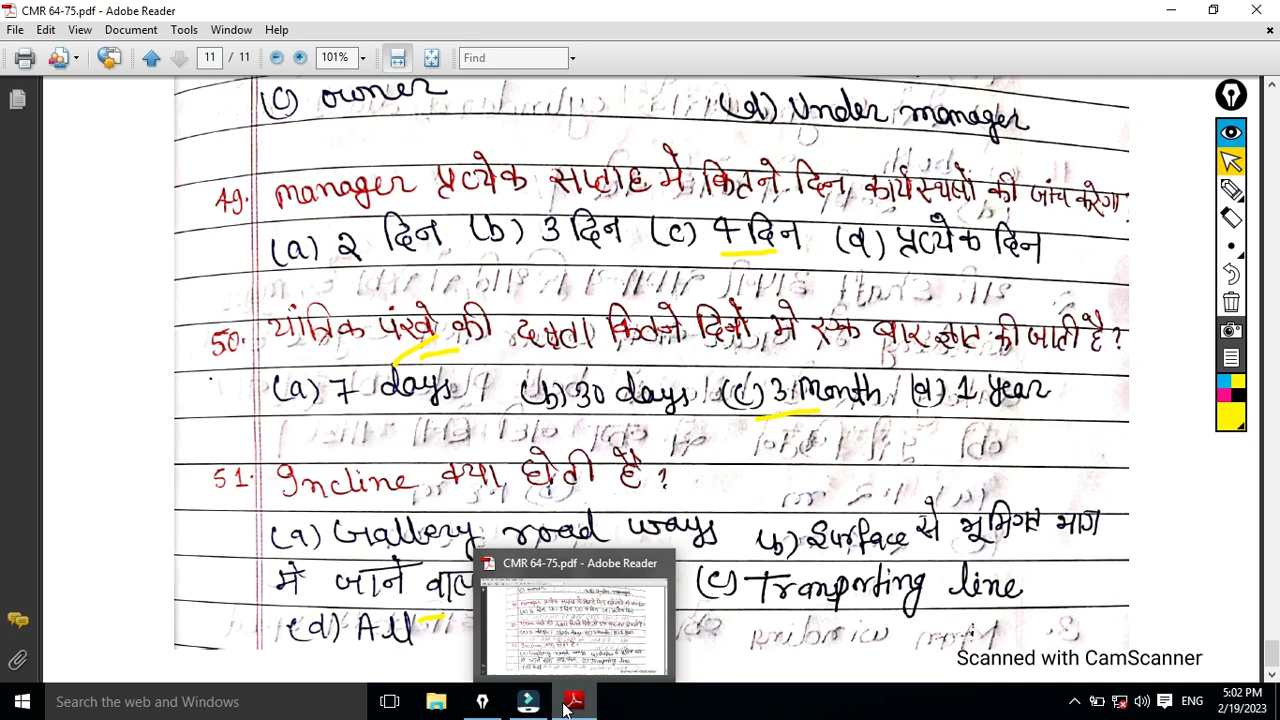 CMR 64-75.pdf - Adobe Reader
File Edit View Document Tools Window Help
11 / 11 101% Find
(c) owner (d) Under manager
49. manager प्रत्येक सप्ताह में कितने दिन कार्यस्थलों की जांच करेगा?
(a) 2 दिन (b) 3 दिन (c) 4 दिन (d) प्रत्येक दिन
50. यांत्रिक पंखे की दक्षता कितने दिनों मे एक बार ज्ञात की जाती है?
(a) 7 days (b) 30 days (c) 3 month (d) 1 year
51. Incline क्या होती है?
(a) Gallery road ways (b) Surface से भूमिगत भाग
में जाने (c) Tranporting line
(d) All
CMR 64-75.pdf - Adobe Reader
Scanned with CamScanner
Search the web and Windows
ENG
5:02 PM
2/19/2023